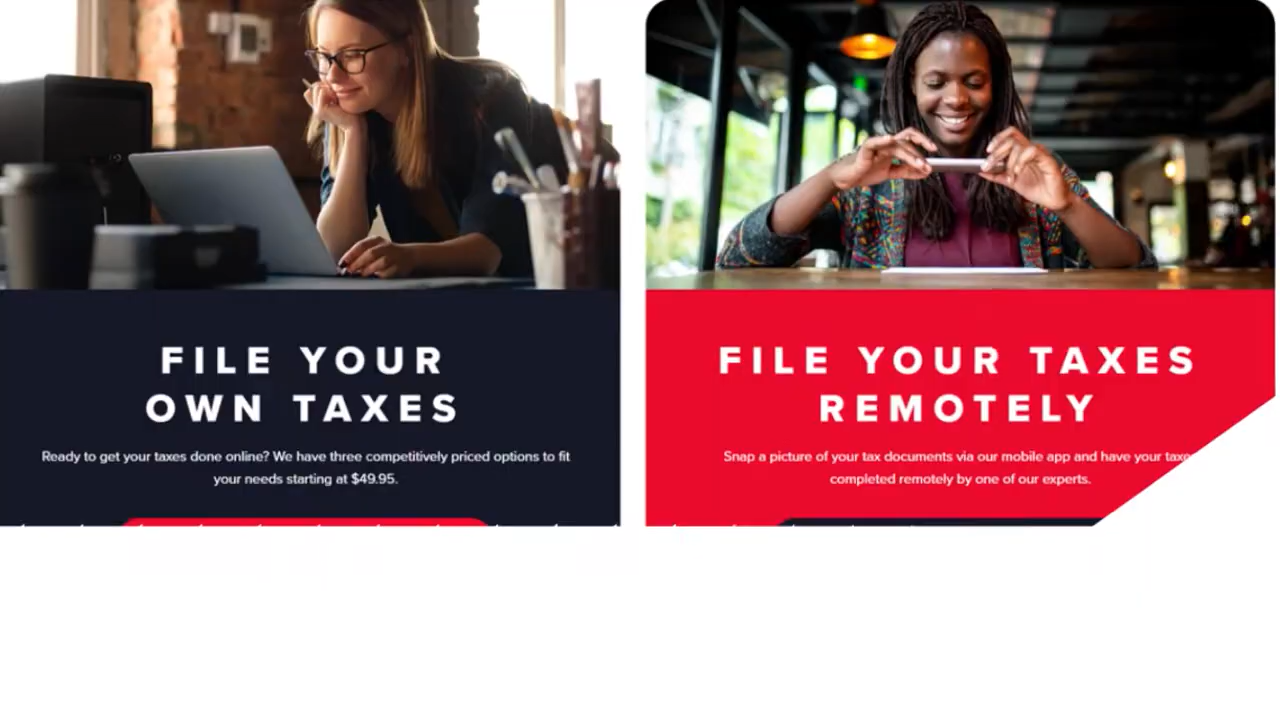 FILE YOUR
OWN TAXES
Ready to get your taxes done online? We have three competitively priced options to fit
your needs starting at $49.95.
FILE YOUR TAXES
REMOTELY
Snap a picture of your tax documents via our mobile app and have your taxe
completed remotely by one of our experts.